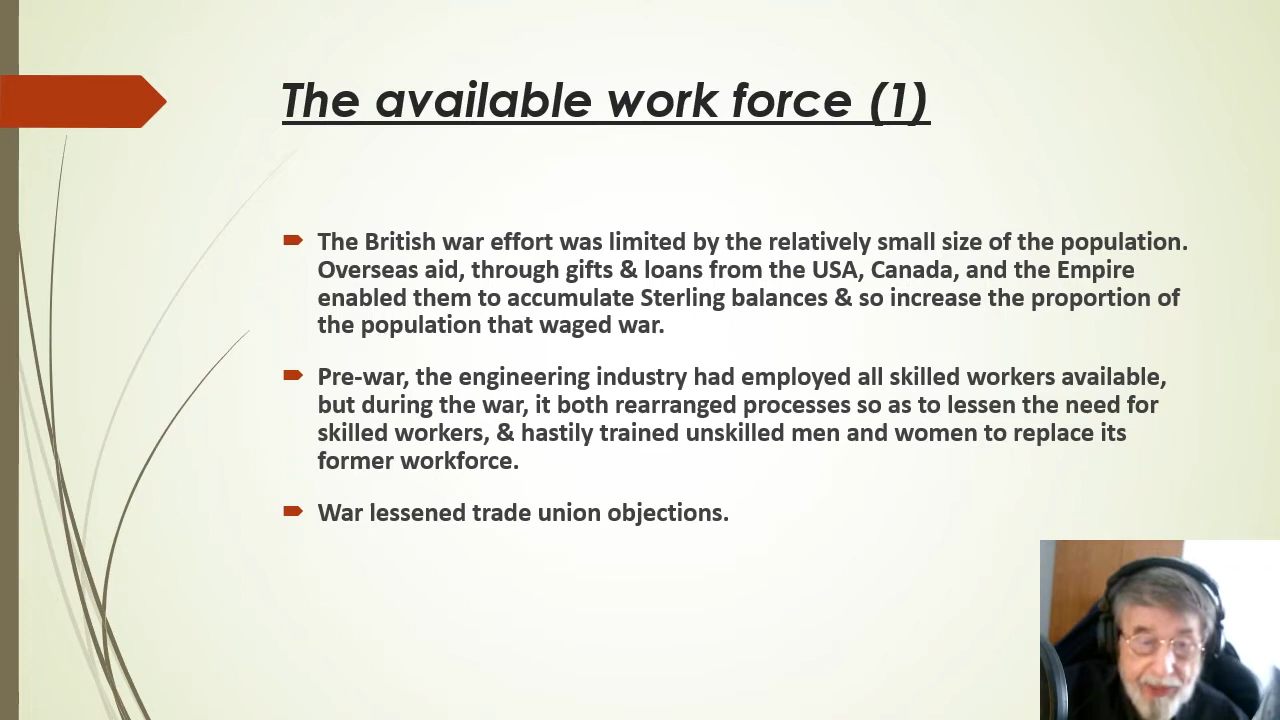 The available work force (1)
The British war effort was limited by the relatively small size of the population.
Overseas aid, through gifts & loans from the USA, Canada, and the Empire
enabled them to accumulate Sterling balances & so increase the proportion of
the population that waged war.
Pre-war, the engineering industry had employed all skilled workers available,
but during the war, it both rearranged processes so as to lessen the need for
skilled workers, & hastily trained unskilled men and women to replace its
former workforce.
War lessened trade union objections.